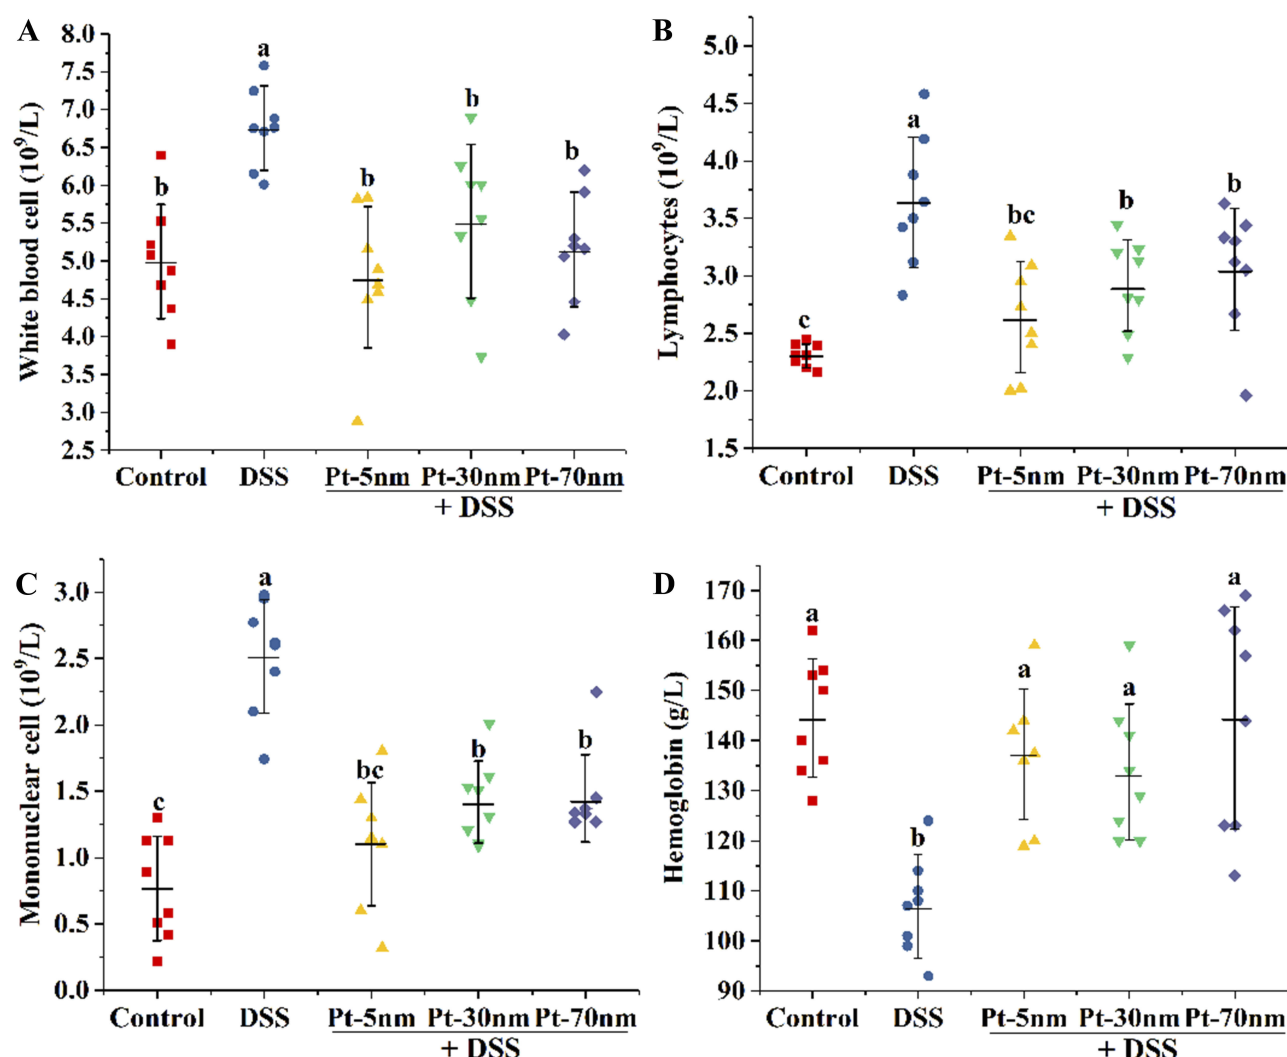 A
White blood cell (10⁹/L)
8.0
7.5
7.0
6.5
6.0
5.5
5.0
4.5
4.0
3.5
3.0
2.5
b
a
b
b
b
Control DSS Pt-5nm Pt-30nm Pt-70nm
+ DSS
B
Lymphocytes (10⁹/L)
5.0
4.5
4.0
3.5
3.0
2.5
2.0
1.5
c
a
bc
b
b
Control DSS Pt-5nm Pt-30nm Pt-70nm
+ DSS
C
Mononuclear cell (10⁹/L)
3.0
2.5
2.0
1.5
1.0
0.5
0.0
c
a
bc
b
b
Control DSS Pt-5nm Pt-30nm Pt-70nm
+ DSS
D
Hemoglobin (g/L)
170
160
150
140
130
120
110
100
90
a
b
a
a
a
Control DSS Pt-5nm Pt-30nm Pt-70nm
+ DSS